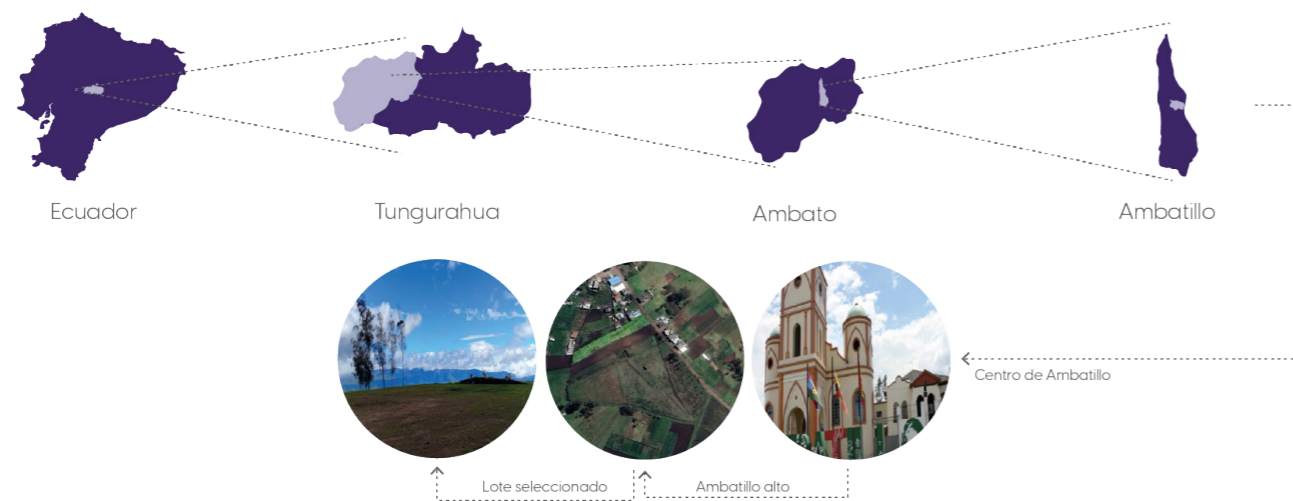 Ecuador
Tungurahua
Ambato
Ambatillo
Centro de Ambatillo
Lote seleccionado
Ambatillo alto